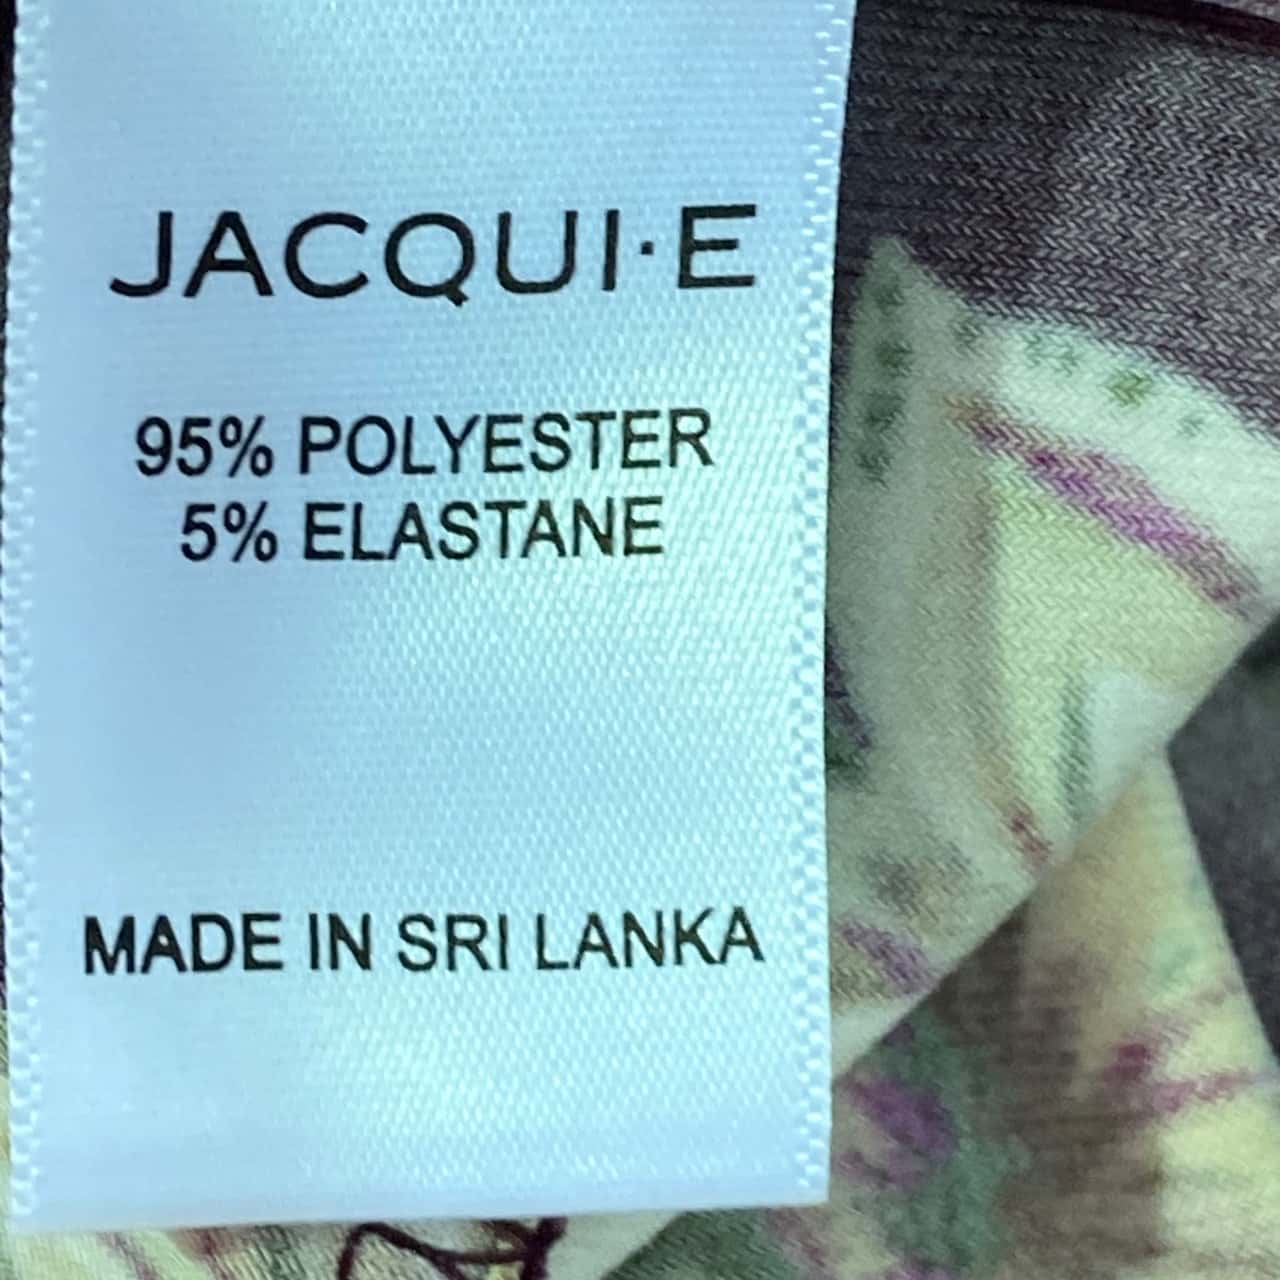 JACQUI·E
95% POLYESTER
5% ELASTANE
MADE IN SRI LANKA